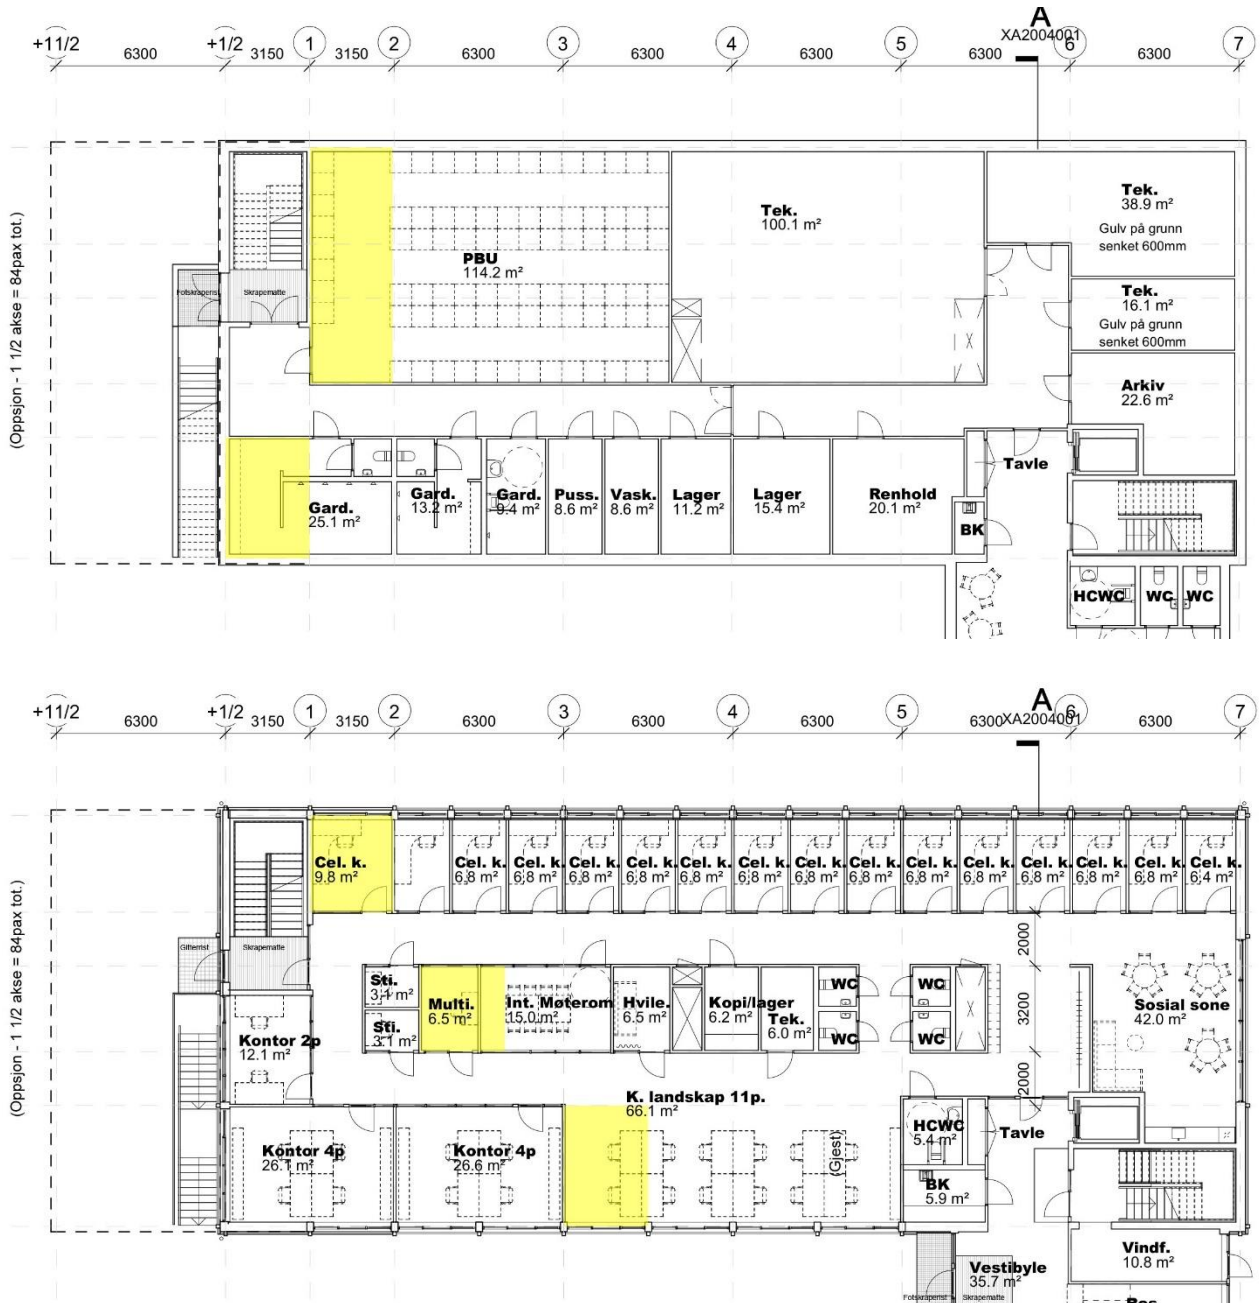 A
XA2004001
+11/2 +1/2 1 2 3 4 5 6 7
6300 3150 3150 6300 6300 6300 6300 6300
(Oppsjon - 1 1/2 akse = 84pax tot.)
Tek.
38.9 m²
Gulv på grunn
senket 600mm
Tek.
100.1 m²
PBU
114.2 m²
Fotskraperist
Skrapematte
Tek.
16.1 m²
Gulv på grunn
senket 600mm
Arkiv
22.6 m²
Tavle
Gard.
25.1 m²
Gard.
13.2 m²
Gard.
9.4 m²
Puss.
8.6 m²
Vask.
8.6 m²
Lager
11.2 m²
Lager
15.4 m²
Renhold
20.1 m²
BK
HCWC
WC
WC
A
XA2004001
+11/2 +1/2 1 2 3 4 5 6 7
6300 3150 3150 6300 6300 6300 6300 6300
(Oppsjon - 1 1/2 akse = 84pax tot.)
Cel. k.
9.8 m²
Cel. k.
6.8 m²
Cel. k.
6.8 m²
Cel. k.
6.8 m²
Cel. k.
6.8 m²
Cel. k.
6.8 m²
Cel. k.
6.8 m²
Cel. k.
6.8 m²
Cel. k.
6.8 m²
Cel. k.
6.8 m²
Cel. k.
6.8 m²
Cel. k.
6.8 m²
Cel. k.
6.8 m²
Cel. k.
6.8 m²
Cel. k.
6.4 m²
2000
3200
2000
Gitterrist
Skrapematte
Sti.
3.1 m²
Sti.
3.1 m²
Multi.
6.5 m²
Int. Møterom
15.0 m²
Hvile.
6.5 m²
Kopi/lager
6.2 m²
Tek.
6.0 m²
WC
WC
WC
WC
Sosial sone
42.0 m²
Kontor 2p
12.1 m²
K. landskap 11p.
66.1 m²
Kontor 4p
26.1 m²
Kontor 4p
26.6 m²
(Gjest)
HCWC
5.4 m²
Tavle
BK
5.9 m²
Vindf.
10.8 m²
Vestibyle
35.7 m²
Fotskraperist
Skrapematte